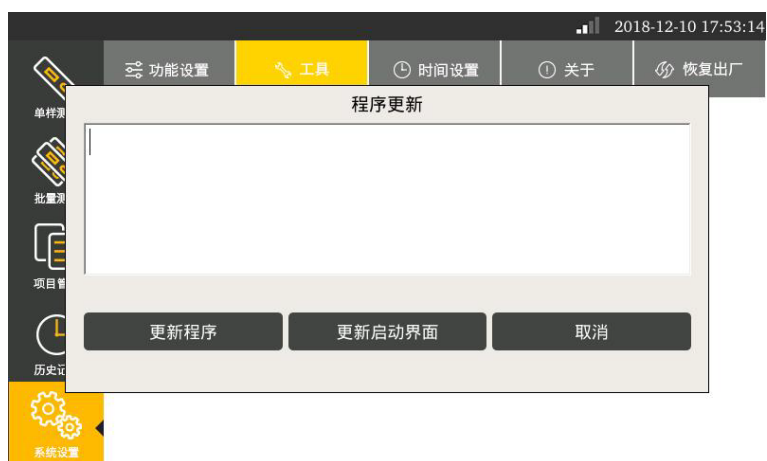 2018-12-10 17:53:14
功能设置
工具
时间设置
关于
恢复出厂
程序更新
单样测
批量测
项目管
历史记
系统设置
更新程序
更新启动界面
取消